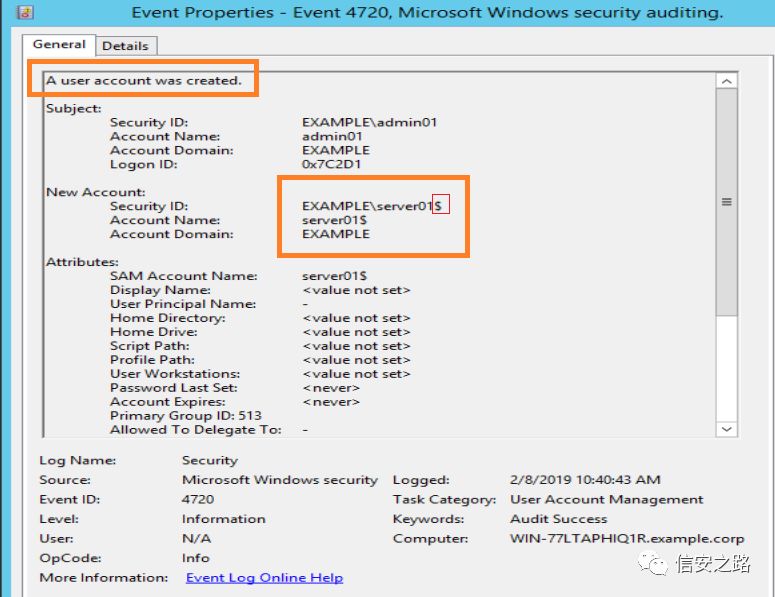 Event Properties - Event 4720, Microsoft Windows security auditing.
General Details
A user account was created.
Subject:
Security ID: EXAMPLE\admin01
Account Name: admin01
Account Domain: EXAMPLE
Logon ID: 0x7C2D1
New Account:
Security ID: EXAMPLE\server01$
Account Name: server01$
Account Domain: EXAMPLE
Attributes:
SAM Account Name: server01$
Display Name: <value not set>
User Principal Name: -
Home Directory: <value not set>
Home Drive: <value not set>
Script Path: <value not set>
Profile Path: <value not set>
User Workstations: <value not set>
Password Last Set: <never>
Account Expires: <never>
Primary Group ID: 513
Allowed To Delegate To: -
Log Name: Security
Source: Microsoft Windows security Logged: 2/8/2019 10:40:43 AM
Event ID: 4720 Task Category: User Account Management
Level: Information Keywords: Audit Success
User: N/A Computer: WIN-77LTAPHIQ1R.example.corp
OpCode: Info
More Information: Event Log Online Help
信安之路